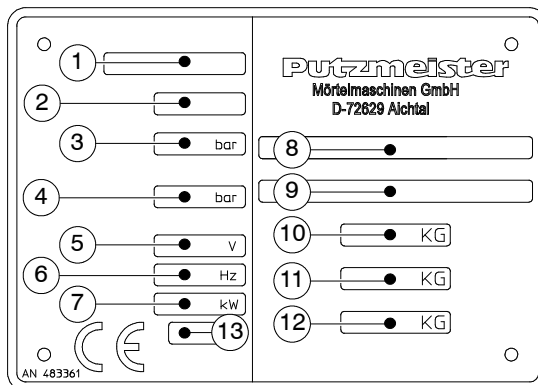 1
2
3 bar
4 bar
5 V
6 Hz
7 kW
13
CE
AN 483361
Putzmeister
Mörtelmaschinen GmbH
D-72629 Aichtal
8
9
10 KG
11 KG
12 KG